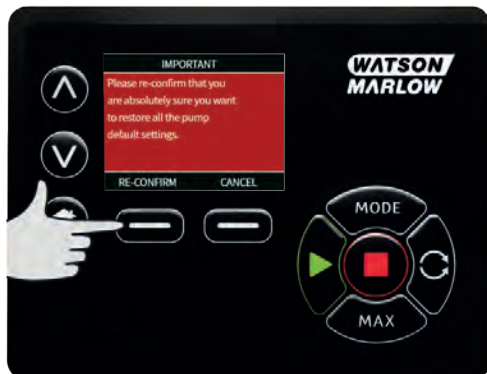 IMPORTANT
Please re-confirm that you
are absolutely sure you want
to restore all the pump
default settings.
RE-CONFIRM CANCEL
WATSON
MARLOW
MODE
MAX